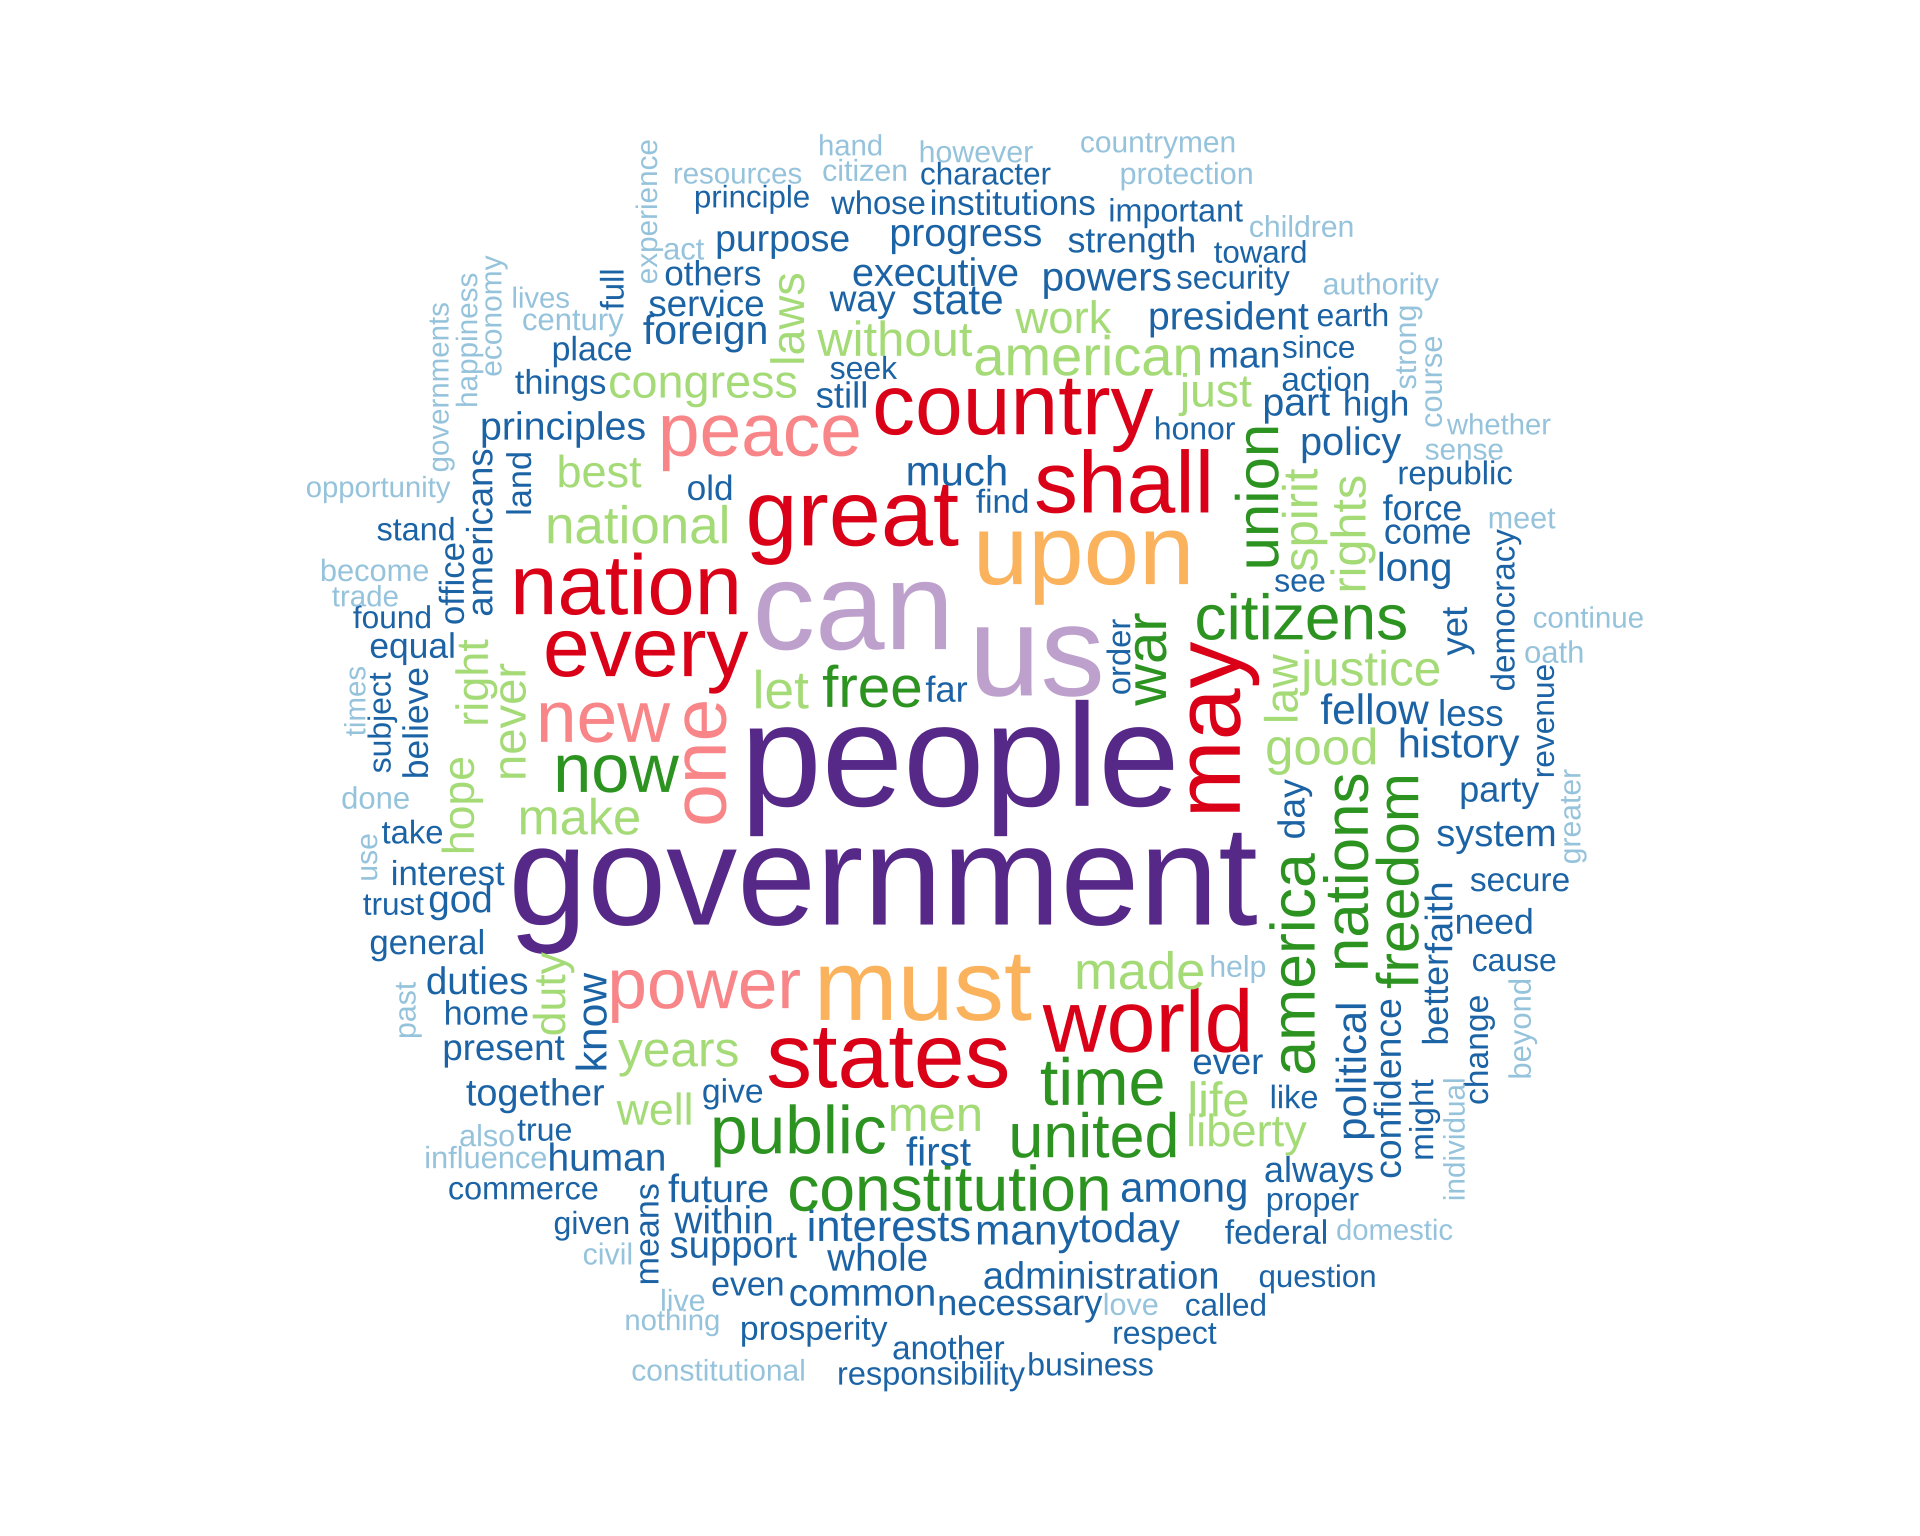 hand
however
countrymen
experience
resources
citizen
character
protection
principle
whose
institutions
important
children
act
purpose
progress
strength
toward
governments
happiness
economy
lives
full
others
executive
powers
security
authority
century
service
laws
way
state
work
president
earth
strong
course
foreign
without
american
man
since
place
things
congress
seek
still
country
just
action
part
high
whether
principles
peace
honor
union
policy
sense
opportunity
land
best
old
much
find
shall
spirit
rights
republic
stand
americans
national
great
upon
force
come
meet
become
trade
office
nation
can
see
long
democracy
found
equal
every
us
order
war
citizens
yet
continue
oath
times
subject
believe
right
never
let
free
far
may
law
justice
new
one
fellow
less
revenue
now
people
good
history
done
hope
make
day
nations
freedom
party
greater
use
take
interest
government
america
system
trust
god
secure
general
faith
need
duties
duty
know
power
must
made
help
better
cause
past
home
present
years
states
world
ever
political
confidence
might
change
beyond
together
well
give
time
life
like
individual
also
true
public
men
united
liberty
influence
human
first
always
commerce
means
future
constitution
among
proper
given
within
interests
many
today
federal
domestic
civil
support
whole
even
common
administration
question
live
necessary
love
called
nothing
prosperity
respect
another
constitutional
responsibility
business